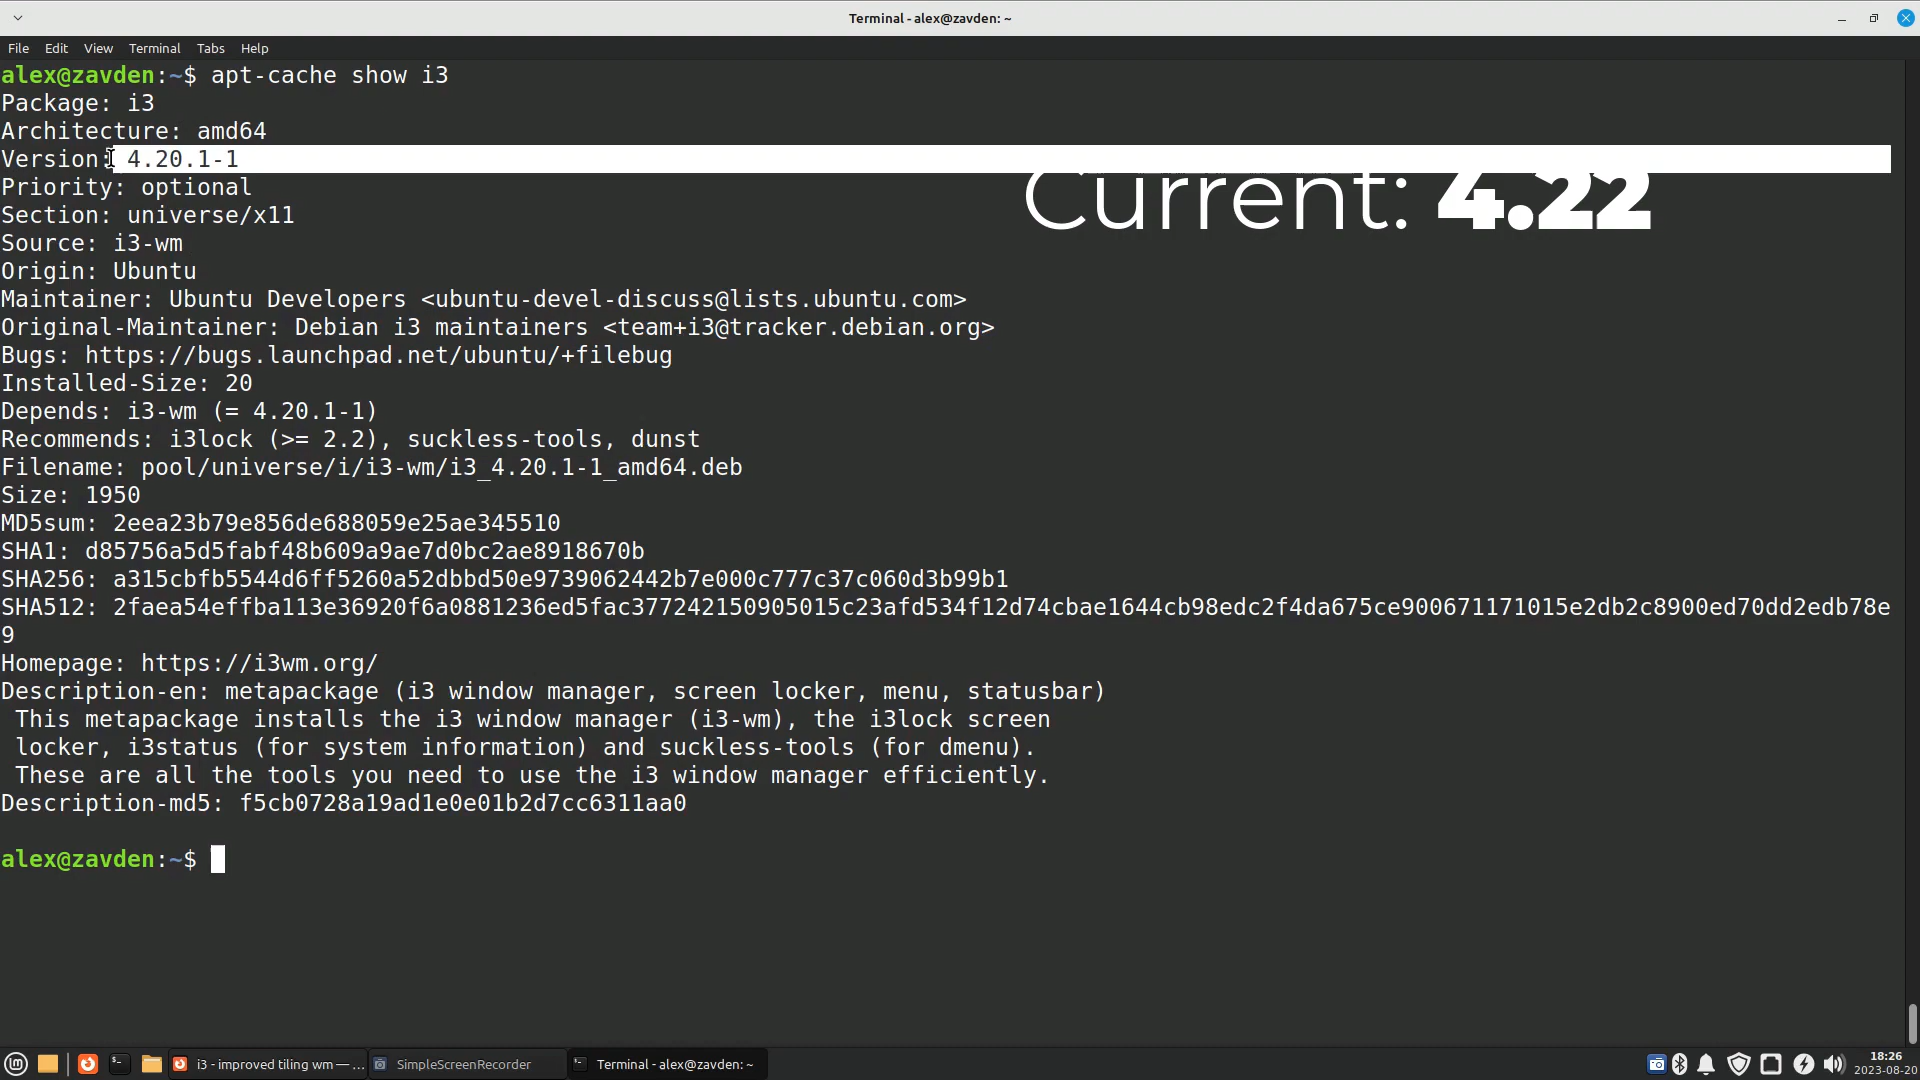 Terminal - alex@zavden: ~
File Edit View Terminal Tabs Help
alex@zavden:~$ apt-cache show i3
Package: i3
Architecture: amd64
Version: 4.20.1-1
Current: 4.22
Priority: optional
Section: universe/x11
Source: i3-wm
Origin: Ubuntu
Maintainer: Ubuntu Developers <ubuntu-devel-discuss@lists.ubuntu.com>
Original-Maintainer: Debian i3 maintainers <team+i3@tracker.debian.org>
Bugs: https://bugs.launchpad.net/ubuntu/+filebug
Installed-Size: 20
Depends: i3-wm (= 4.20.1-1)
Recommends: i3lock (>= 2.2), suckless-tools, dunst
Filename: pool/universe/i/i3-wm/i3_4.20.1-1_amd64.deb
Size: 1950
MD5sum: 2eea23b79e856de688059e25ae345510
SHA1: d85756a5d5fabf48b609a9ae7d0bc2ae8918670b
SHA256: a315cbfb5544d6ff5260a52dbbd50e9739062442b7e000c777c37c060d3b99b1
SHA512: 2faea54effba113e36920f6a0881236ed5fac377242150905015c23afd534f12d74cbae1644cb98edc2f4da675ce900671171015e2db2c8900ed70dd2edb78e
9
Homepage: https://i3wm.org/
Description-en: metapackage (i3 window manager, screen locker, menu, statusbar)
This metapackage installs the i3 window manager (i3-wm), the i3lock screen
locker, i3status (for system information) and suckless-tools (for dmenu).
These are all the tools you need to use the i3 window manager efficiently.
Description-md5: f5cb0728a19ad1e0e01b2d7cc6311aa0
alex@zavden:~$
i3 - improved tiling wm — ...
SimpleScreenRecorder
Terminal - alex@zavden: ~
18:26
2023-08-20